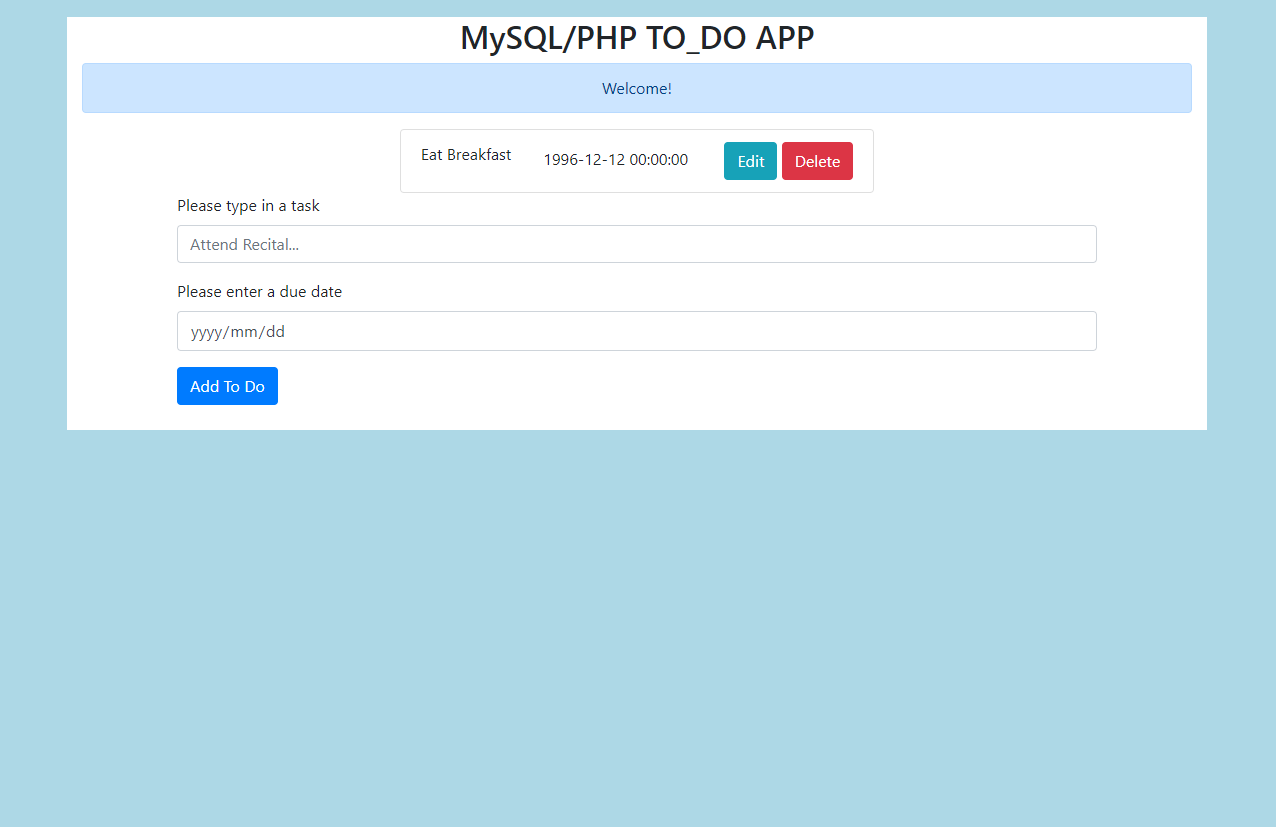 MySQL/PHP TO_DO APP
Welcome!
Eat Breakfast 1996-12-12 00:00:00 Edit Delete
Please type in a task
Attend Recital...
Please enter a due date
yyyy/mm/dd
Add To Do